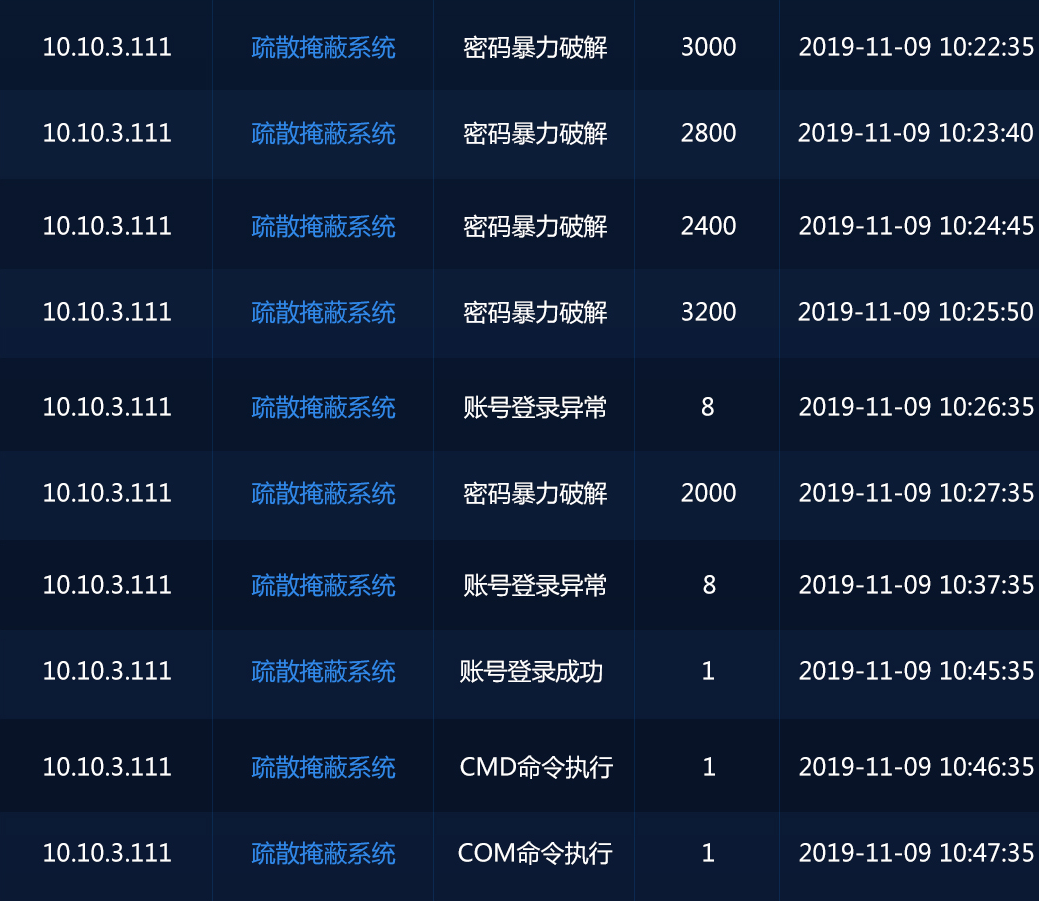 10.10.3.111 疏散掩蔽系统 密码暴力破解 3000 2019-11-09 10:22:35
10.10.3.111 疏散掩蔽系统 密码暴力破解 2800 2019-11-09 10:23:40
10.10.3.111 疏散掩蔽系统 密码暴力破解 2400 2019-11-09 10:24:45
10.10.3.111 疏散掩蔽系统 密码暴力破解 3200 2019-11-09 10:25:50
10.10.3.111 疏散掩蔽系统 账号登录异常 8 2019-11-09 10:26:35
10.10.3.111 疏散掩蔽系统 密码暴力破解 2000 2019-11-09 10:27:35
10.10.3.111 疏散掩蔽系统 账号登录异常 8 2019-11-09 10:37:35
10.10.3.111 疏散掩蔽系统 账号登录成功 1 2019-11-09 10:45:35
10.10.3.111 疏散掩蔽系统 CMD命令执行 1 2019-11-09 10:46:35
10.10.3.111 疏散掩蔽系统 COM命令执行 1 2019-11-09 10:47:35